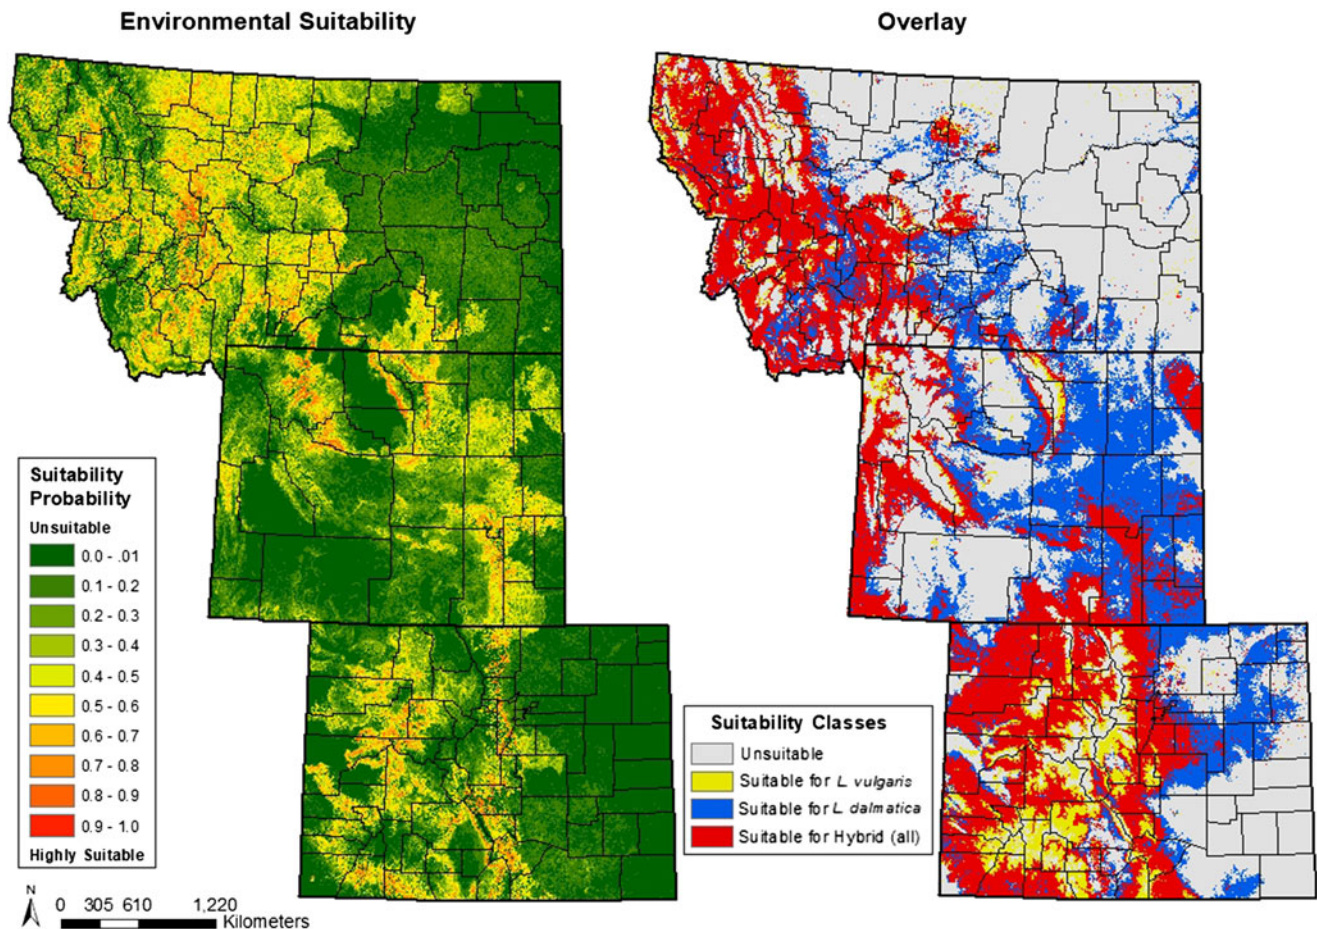 Environmental Suitability
Overlay
Suitability
Probability
Unsuitable
0.0 - .01
0.1 - 0.2
0.2 - 0.3
0.3 - 0.4
0.4 - 0.5
0.5 - 0.6
0.6 - 0.7
0.7 - 0.8
0.8 - 0.9
0.9 - 1.0
Highly Suitable
N
0 305 610 1,220
Kilometers
Suitability Classes
Unsuitable
Suitable for L. vulgaris
Suitable for L. dalmatica
Suitable for Hybrid (all)